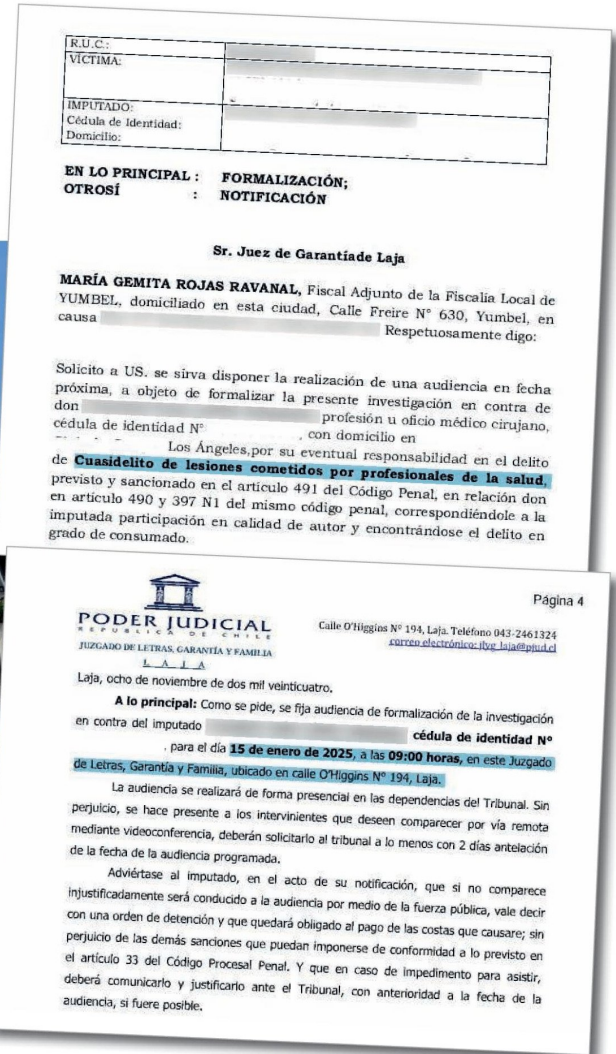 R.U.C.:
VÍCTIMA:
IMPUTADO:
Cédula de Identidad:
Domicilio:
EN LO PRINCIPAL : FORMALIZACIÓN;
OTROSÍ : NOTIFICACIÓN
Sr. Juez de Garantíade Laja
MARÍA GEMITA ROJAS RAVANAL, Fiscal Adjunto de la Fiscalía Local de
YUMBEL, domiciliado en esta ciudad, Calle Freire N° 630, Yumbel, en
causa Respetuosamente digo:
Solicito a US. se sirva disponer la realización de una audiencia en fecha
próxima, a objeto de formalizar la presente investigación en contra de
don profesión u oficio médico cirujano,
cédula de identidad N° , con domicilio en
Los Ángeles,por su eventual responsabilidad en el delito
de Cuasidelito de lesiones cometidos por profesionales de la salud,
previsto y sancionado en el artículo 491 del Código Penal, en relación don
en artículo 490 y 397 N1 del mismo código penal, correspondiéndole a la
imputada participación en calidad de autor y encontrándose el delito en
grado de consumado.
Página 4
PODER JUDICIAL
REPUBLICA DE CHILE
JUZGADO DE LETRAS, GARANTÍA Y FAMILIA
LAJA
Calle O'Higgins Nº 194, Laja. Teléfono 043-2461324
correo electrónico: jlyg_laja@pjud.cl
Laja, ocho de noviembre de dos mil veinticuatro.
A lo principal: Como se pide, se fija audiencia de formalización de la investigación
en contra del imputado cédula de identidad Nº
. para el día 15 de enero de 2025, a las 09:00 horas, en este Juzgado
de Letras, Garantía y Familia, ubicado en calle O'Higgins Nº 194, Laja.
La audiencia se realizará de forma presencial en las dependencias del Tribunal. Sin
perjuicio, se hace presente a los intervinientes que deseen comparecer por vía remota
mediante videoconferencia, deberán solicitarlo al tribunal a lo menos con 2 días antelación
de la fecha de la audiencia programada.
Adviértase al imputado, en el acto de su notificación, que si no comparece
injustificadamente será conducido a la audiencia por medio de la fuerza pública, vale decir
con una orden de detención y que quedará obligado al pago de las costas que causare; sin
perjuicio de las demás sanciones que puedan imponerse de conformidad a lo previsto en
el artículo 33 del Código Procesal Penal. Y que en caso de impedimento para asistir,
deberá comunicarlo y justificarlo ante el Tribunal, con anterioridad a la fecha de la
audiencia, si fuere posible.